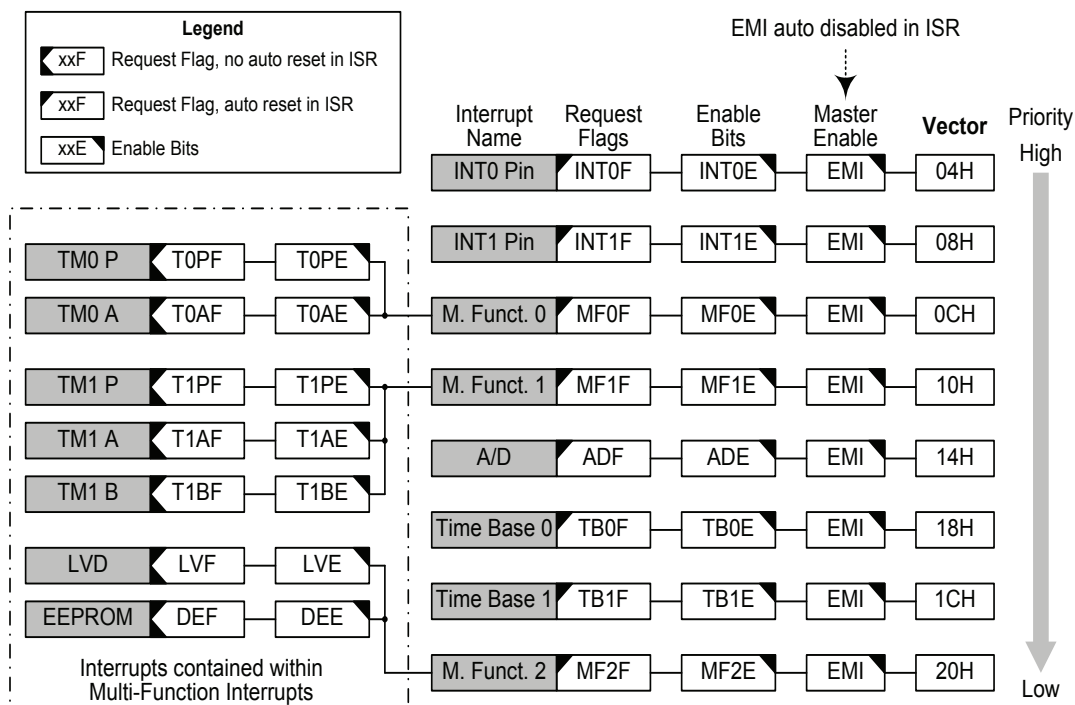 Legend
xxF Request Flag, no auto reset in ISR
xxF Request Flag, auto reset in ISR
xxE Enable Bits
EMI auto disabled in ISR
Interrupt Name
Request Flags
Enable Bits
Master Enable
Vector
Priority
High
INT0 Pin INT0F INT0E EMI 04H
INT1 Pin INT1F INT1E EMI 08H
TM0 P T0PF T0PE
TM0 A T0AF T0AE M. Funct. 0 MF0F MF0E EMI 0CH
TM1 P T1PF T1PE M. Funct. 1 MF1F MF1E EMI 10H
TM1 A T1AF T1AE A/D ADF ADE EMI 14H
TM1 B T1BF T1BE
Time Base 0 TB0F TB0E EMI 18H
LVD LVF LVE
Time Base 1 TB1F TB1E EMI 1CH
EEPROM DEF DEE
M. Funct. 2 MF2F MF2E EMI 20H
Interrupts contained within
Multi-Function Interrupts
Low